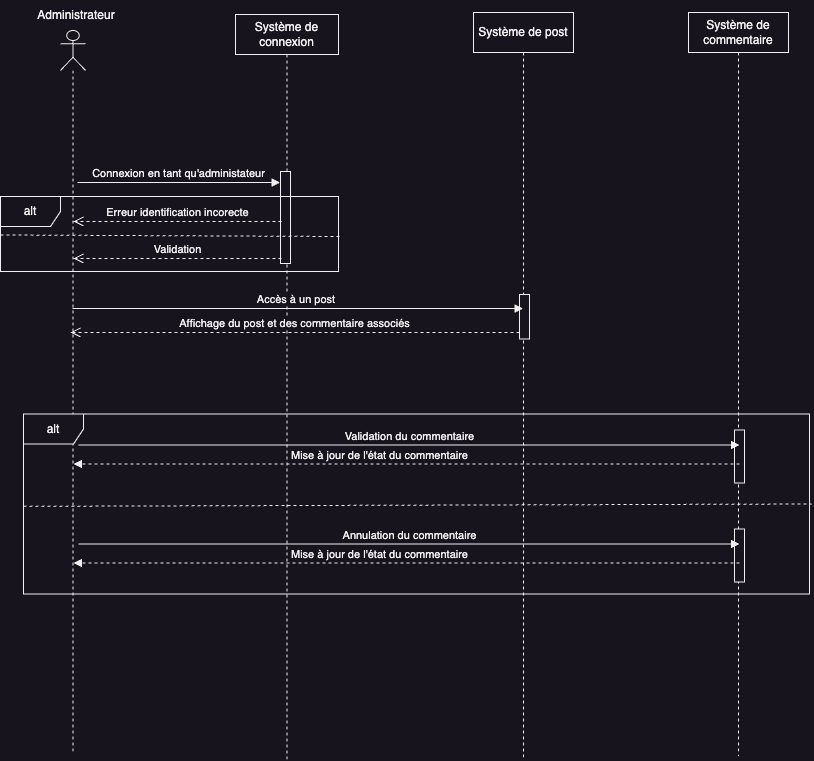 Administrateur
Système de
connexion
Système de post
Système de
commentaire
Connexion en tant qu'administateur
alt
Erreur identification incorecte
Validation
Accès à un post
Affichage du post et des commentaire associés
alt
Validation du commentaire
Mise à jour de l'état du commentaire
Annulation du commentaire
Mise à jour de l'état du commentaire